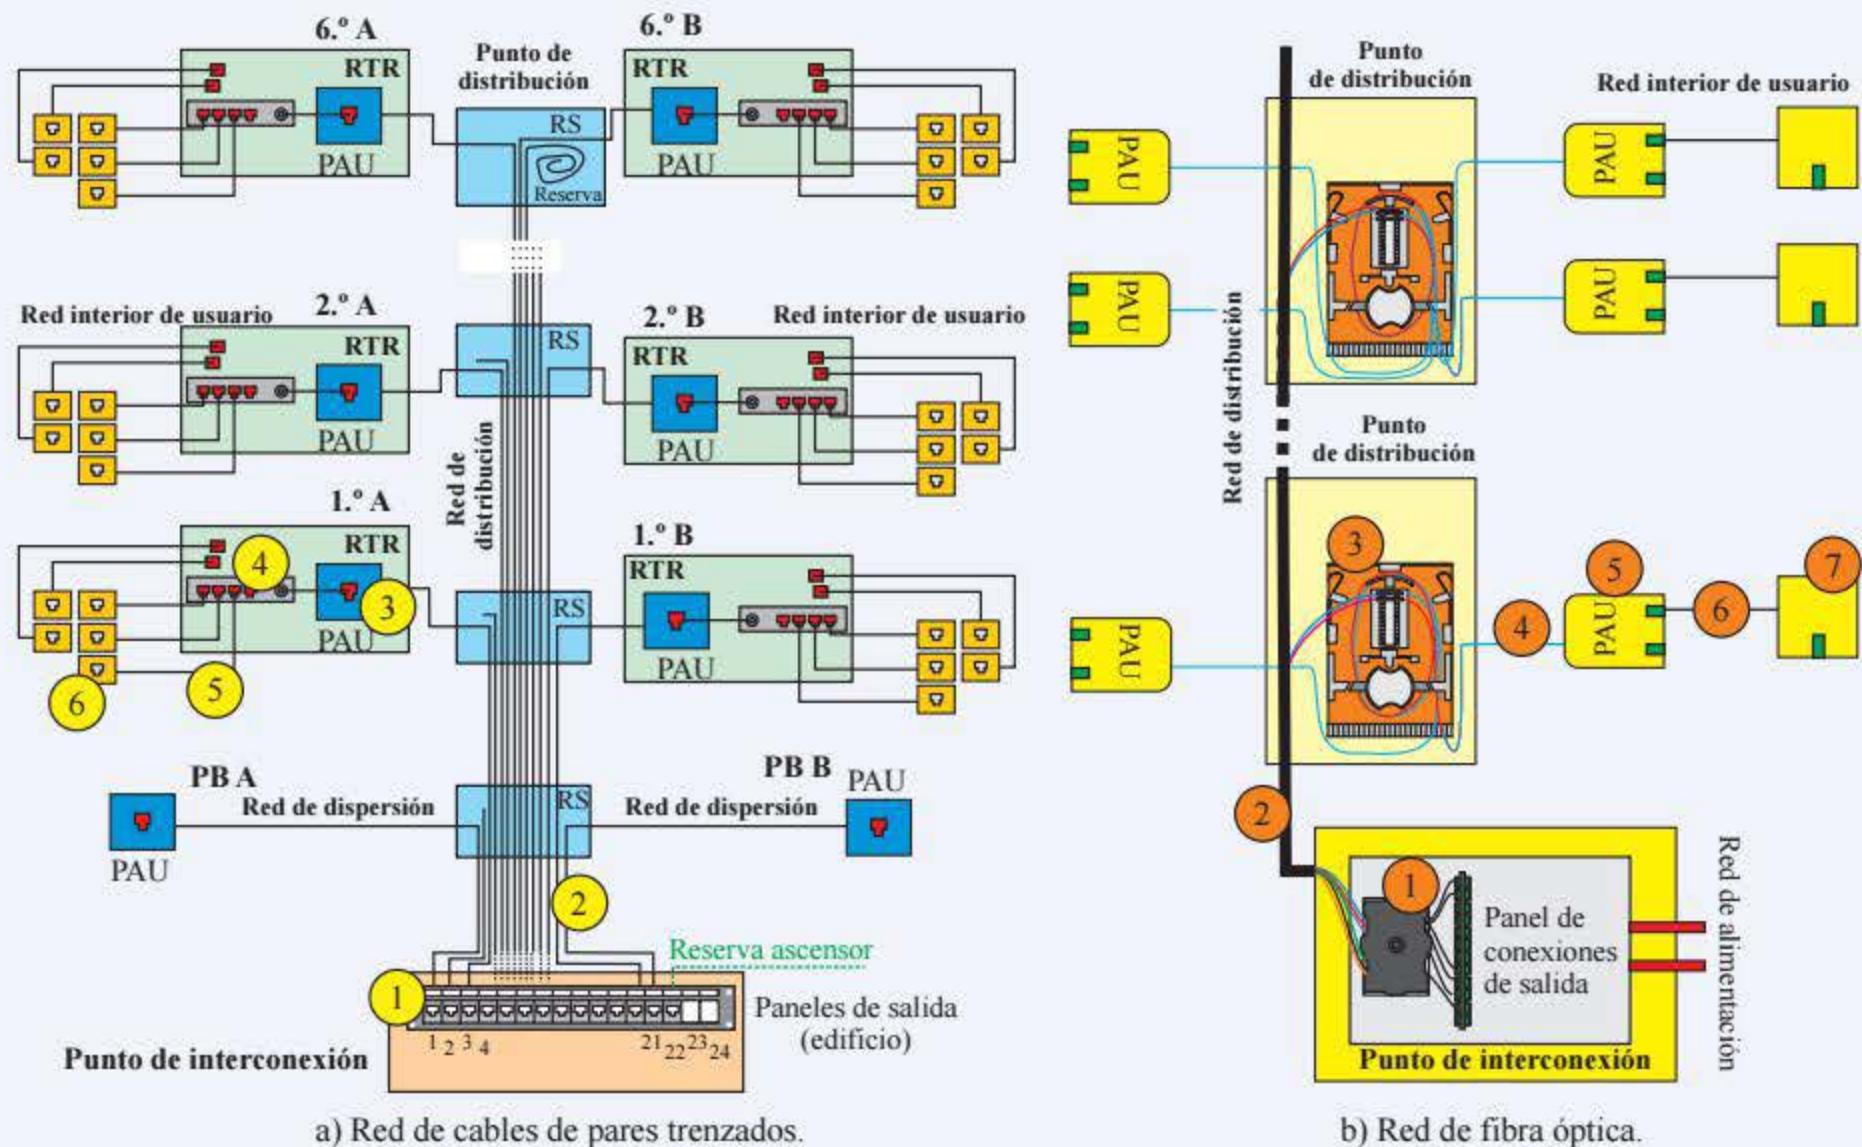 6.º A
Punto de
distribución
6.º B
RTR
PAU
RS
Reserva
RTR
PAU
Red interior de usuario
2.º A
RTR
PAU
RS
2.º B
RTR
PAU
Red interior de usuario
Red de
distribución
1.º A
RTR
4
3
PAU
5
6
RS
1.º B
RTR
PAU
PB A
PAU
Red de dispersión
RS
Red de dispersión
PB B
PAU
2
Reserva ascensor
1
1 2 3 4 21 22 23 24
Paneles de salida
(edificio)
Punto de interconexión
a) Red de cables de pares trenzados.
Punto
de distribución
Red interior de usuario
PAU
PAU
PAU
PAU
Red de distribución
Punto
de distribución
PAU
3
4
5
PAU
6
7
2
1
Panel de
conexiones
de salida
Punto de interconexión
Red de alimentación
b) Red de fibra óptica.